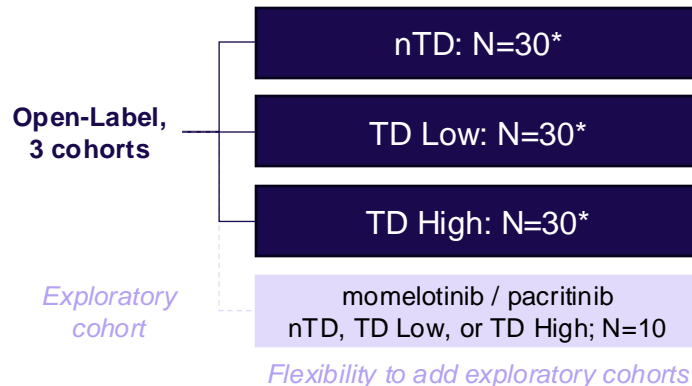 nTD: N=30*
Open-Label,
3 cohorts
TD Low: N=30*
TD High: N=30*
Exploratory
cohort
momelotinib / pacritinib
nTD, TD Low, or TD High; N=10
Flexibility to add exploratory cohorts